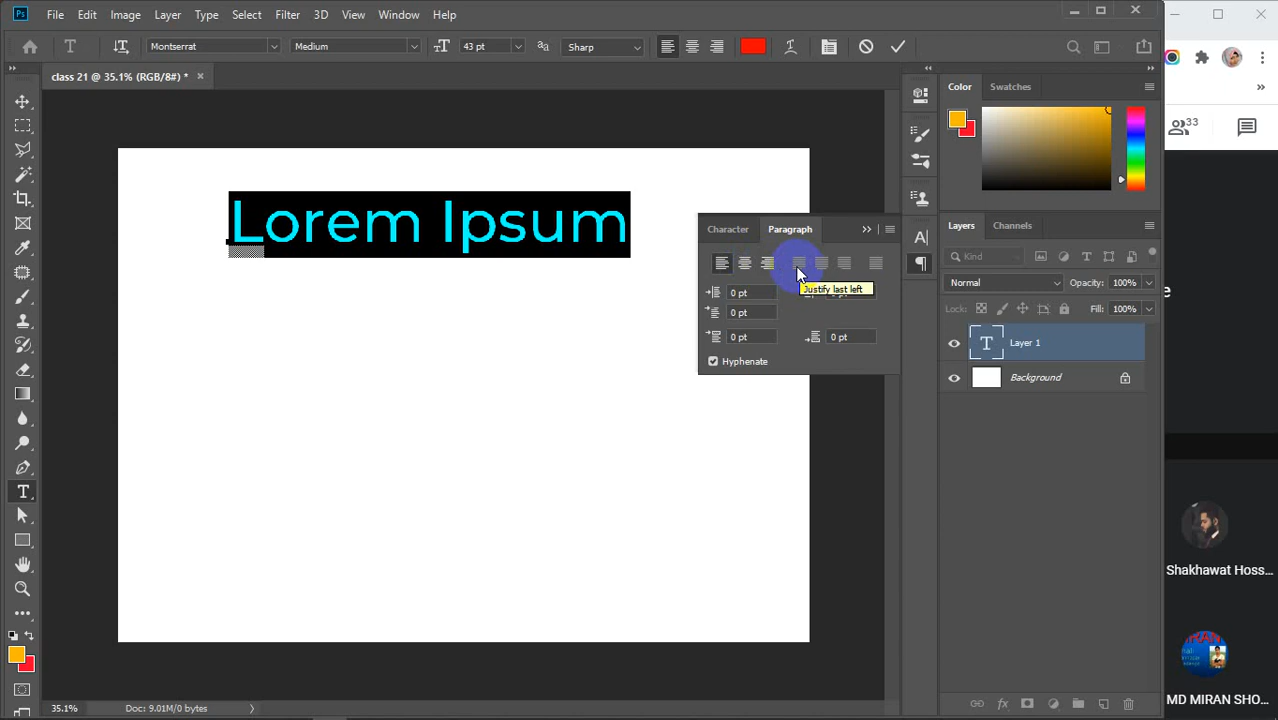 Ps File Edit Image Layer Type Select Filter 3D View Window Help
T Montserrat Medium 43 pt Sharp
class 21 @ 35.1% (RGB/8#) * ×
Color Swatches
33
Lorem Ipsum
Character Paragraph
Justify last left
0 pt
0 pt
0 pt 0 pt
Hyphenate
Layers Channels
Kind
Normal Opacity: 100%
Lock: Fill: 100%
T Layer 1
Background
e
Shakhawat Hoss...
MD MIRAN SHO...
35.1% Doc: 9.01M/0 bytes
fx